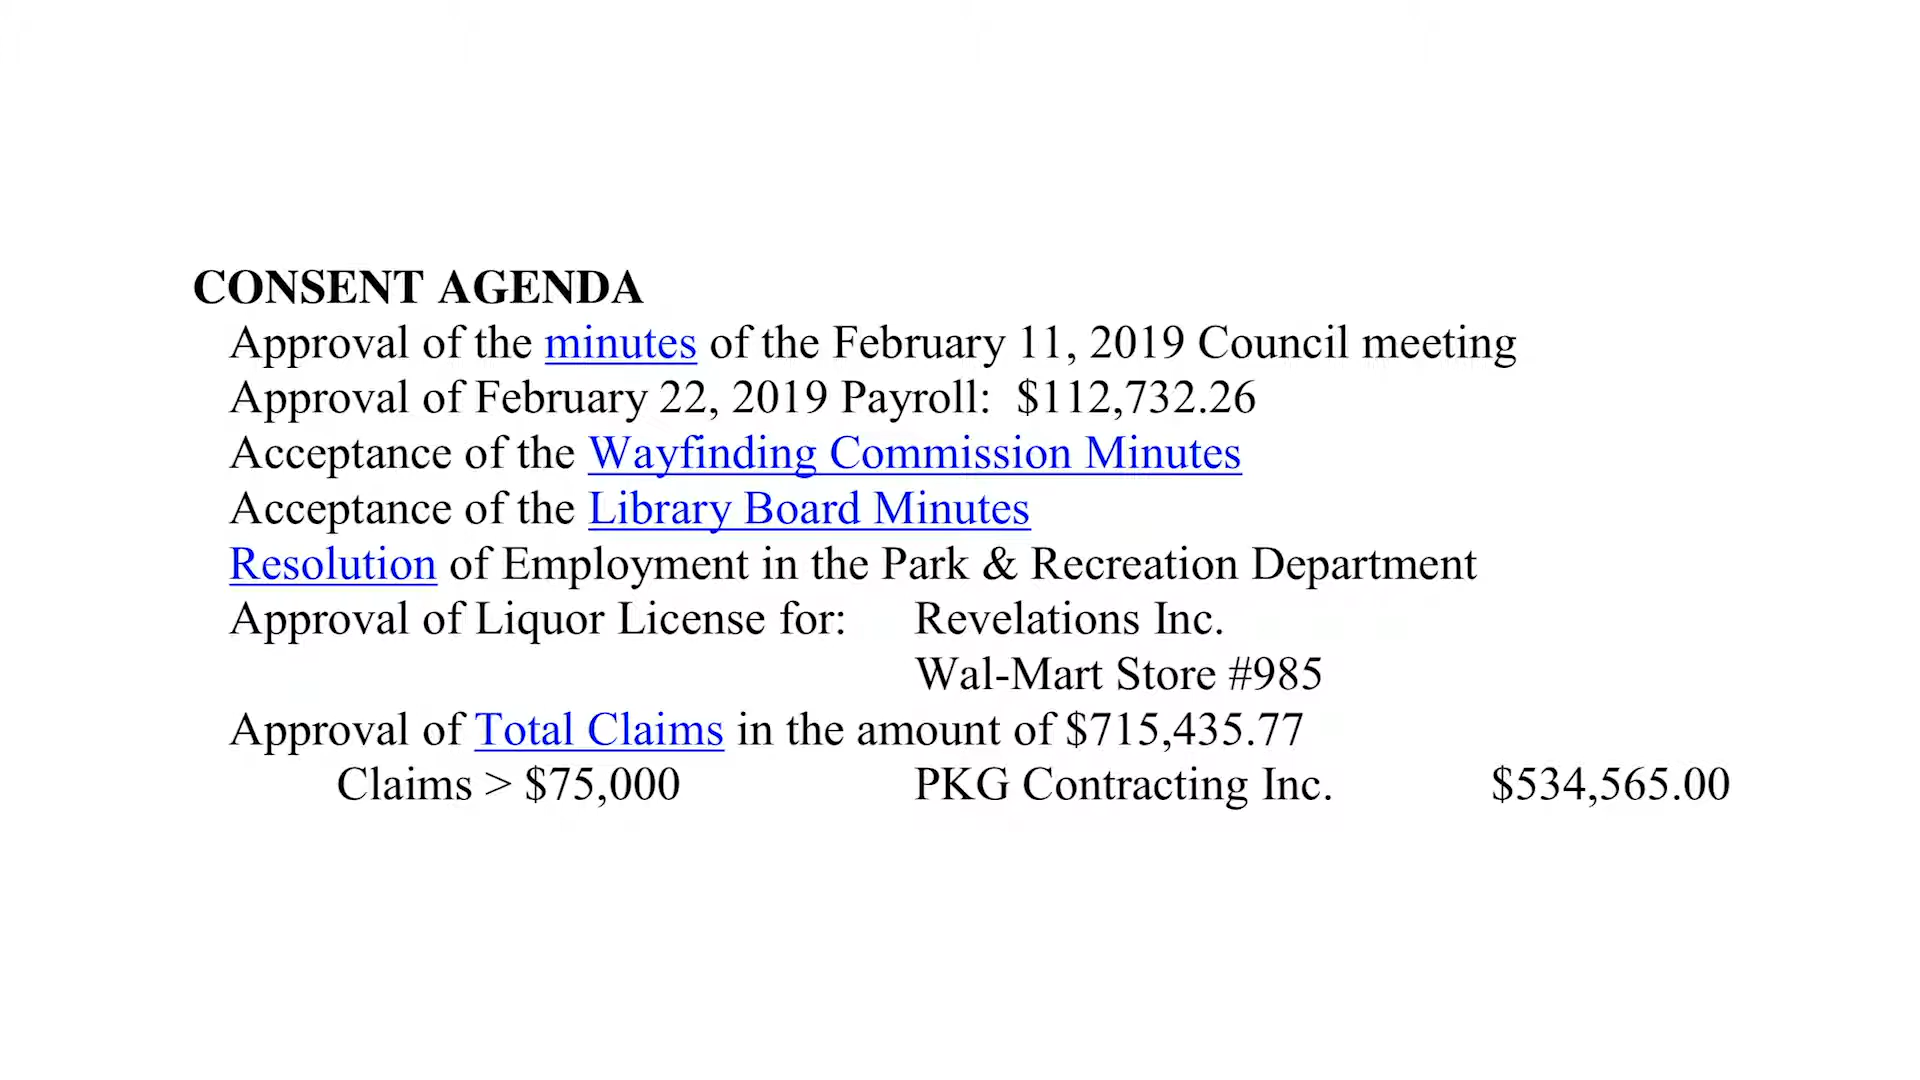 CONSENT AGENDA
Approval of the minutes of the February 11, 2019 Council meeting
Approval of February 22, 2019 Payroll: $112,732.26
Acceptance of the Wayfinding Commission Minutes
Acceptance of the Library Board Minutes
Resolution of Employment in the Park & Recreation Department
Approval of Liquor License for: Revelations Inc.
Wal-Mart Store #985
Approval of Total Claims in the amount of $715,435.77
Claims > $75,000 PKG Contracting Inc. $534,565.00